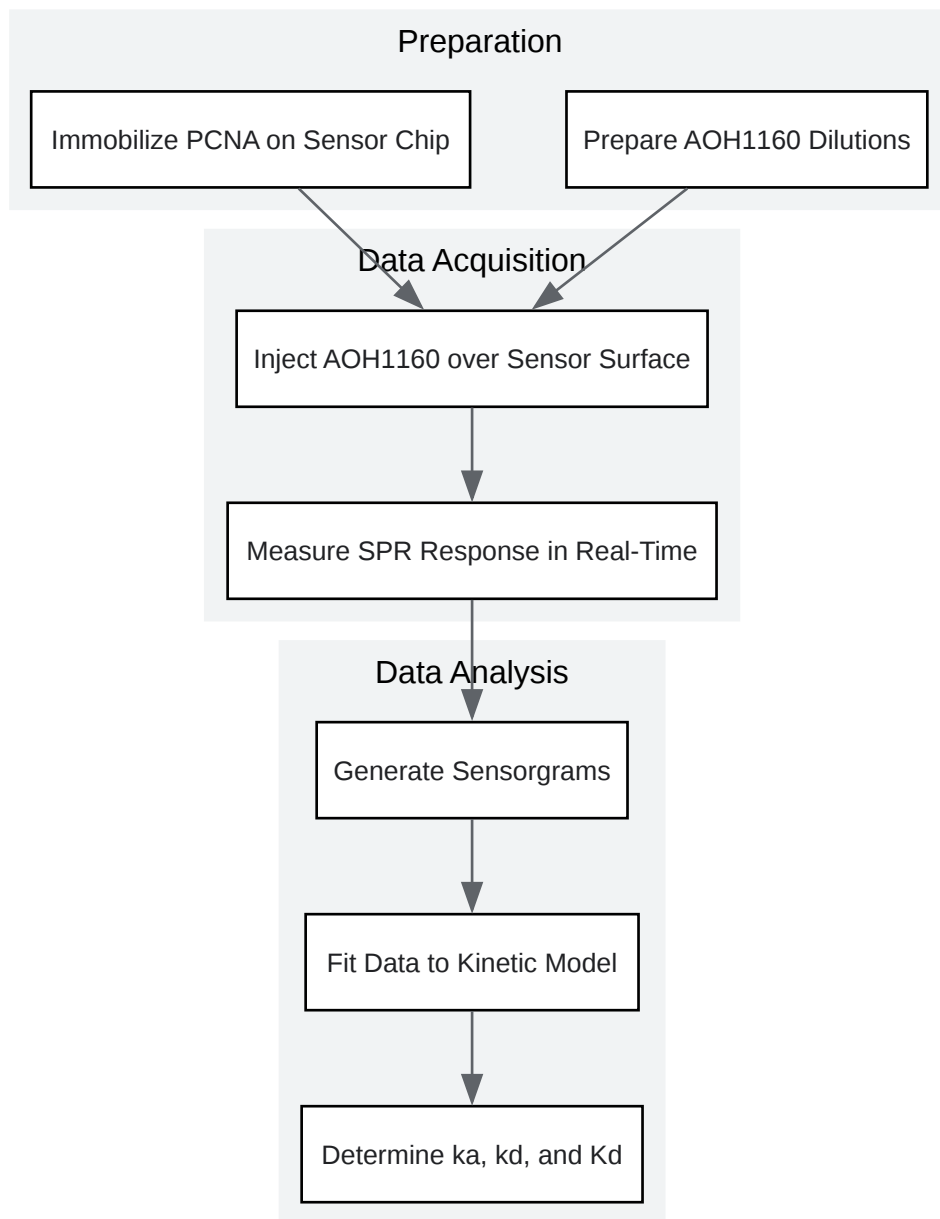 Preparation
Immobilize PCNA on Sensor Chip
Prepare AOH1160 Dilutions
Data Acquisition
Inject AOH1160 over Sensor Surface
Measure SPR Response in Real-Time
Data Analysis
Generate Sensorgrams
Fit Data to Kinetic Model
Determine ka, kd, and Kd